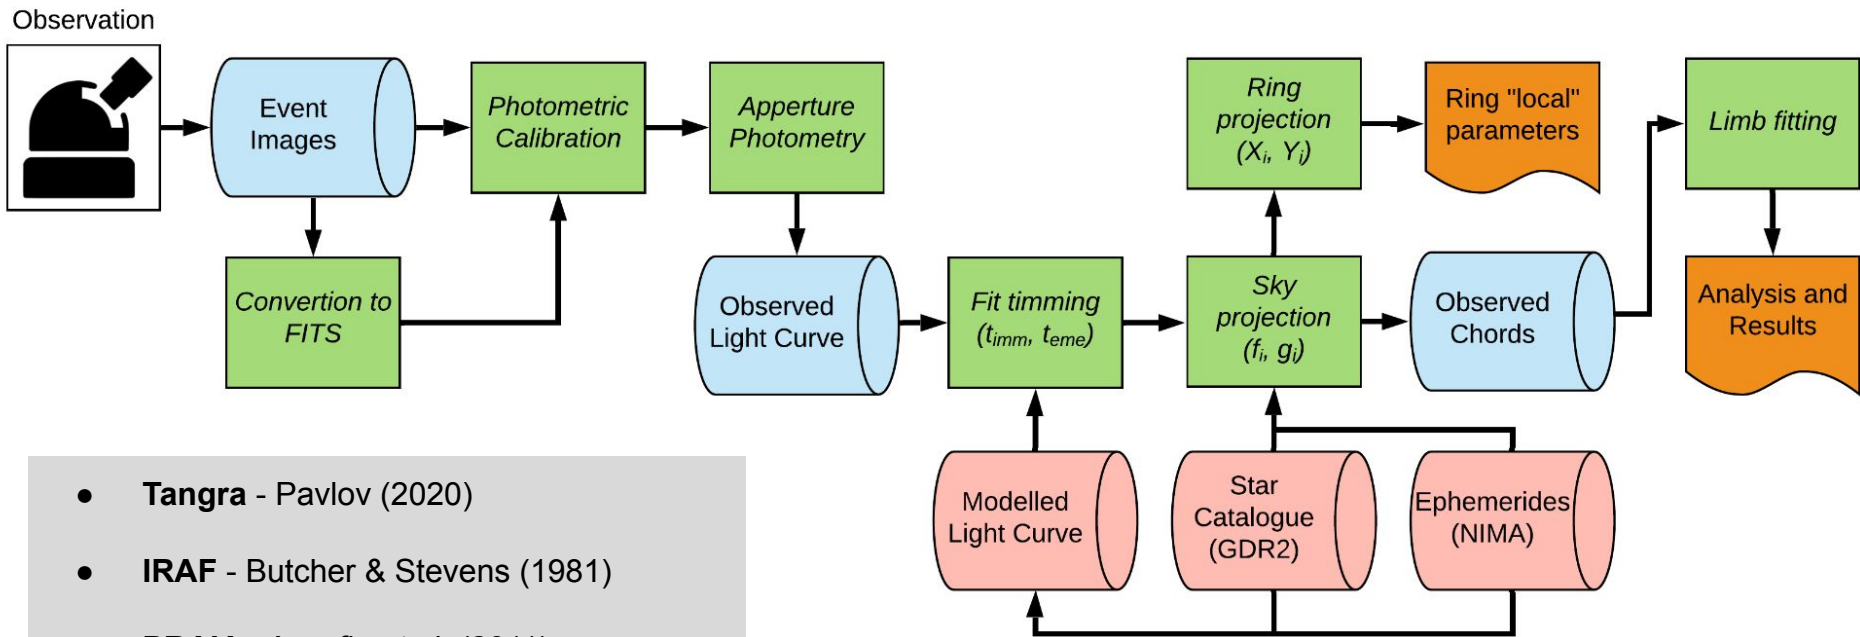 Observation
Event
Images
Photometric
Calibration
Apperture
Photometry
Ring
projection
(Xi, Yi)
Ring "local"
parameters
Limb fitting
Convertion to
FITS
Observed
Light Curve
Fit timming
(timm, teme)
Sky
projection
(fi, gi)
Observed
Chords
Analysis and
Results
Modelled
Light Curve
Star
Catalogue
(GDR2)
Ephemerides
(NIMA)
● Tangra - Pavlov (2020)
● IRAF - Butcher & Stevens (1981)